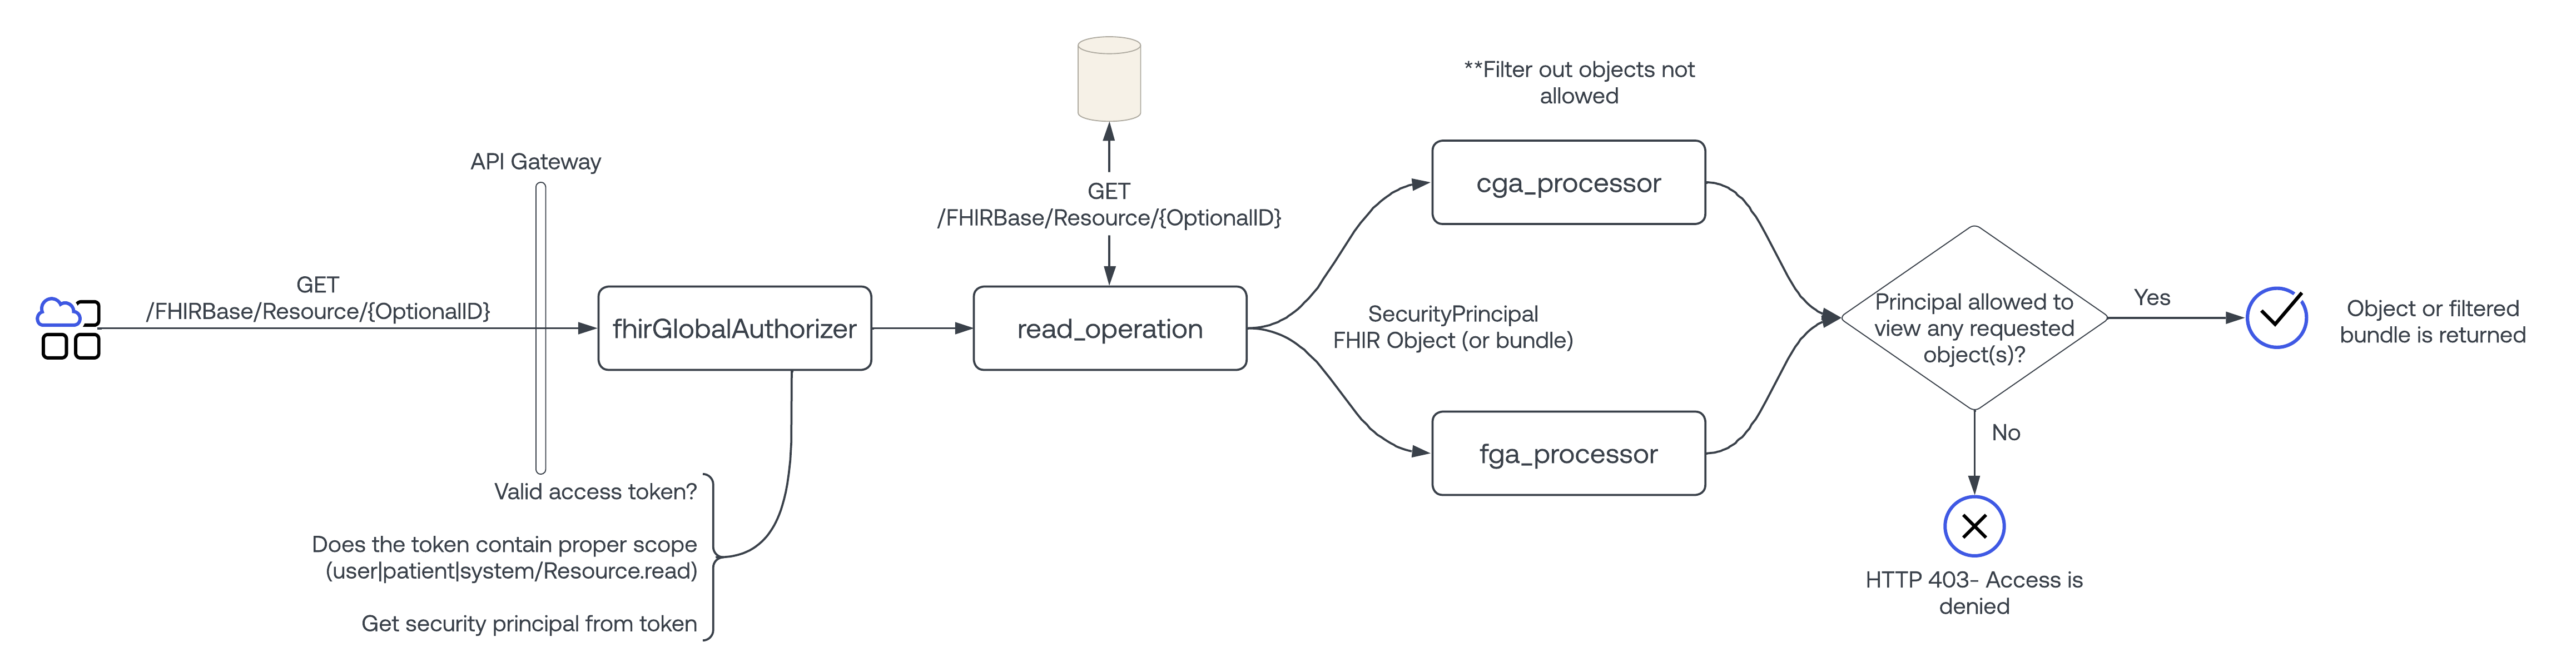 GET
/FHIRBase/Resource/{OptionalID}
API Gateway
fhirGlobalAuthorizer
Valid access token?
Does the token contain proper scope
(user|patient|system/Resource.read)
Get security principal from token
GET
/FHIRBase/Resource/{OptionalID}
read_operation
SecurityPrincipal
FHIR Object (or bundle)
**Filter out objects not
allowed
cga_processor
fga_processor
Principal allowed to
view any requested
object(s)?
Yes
Object or filtered
bundle is returned
No
HTTP 403- Access is
denied